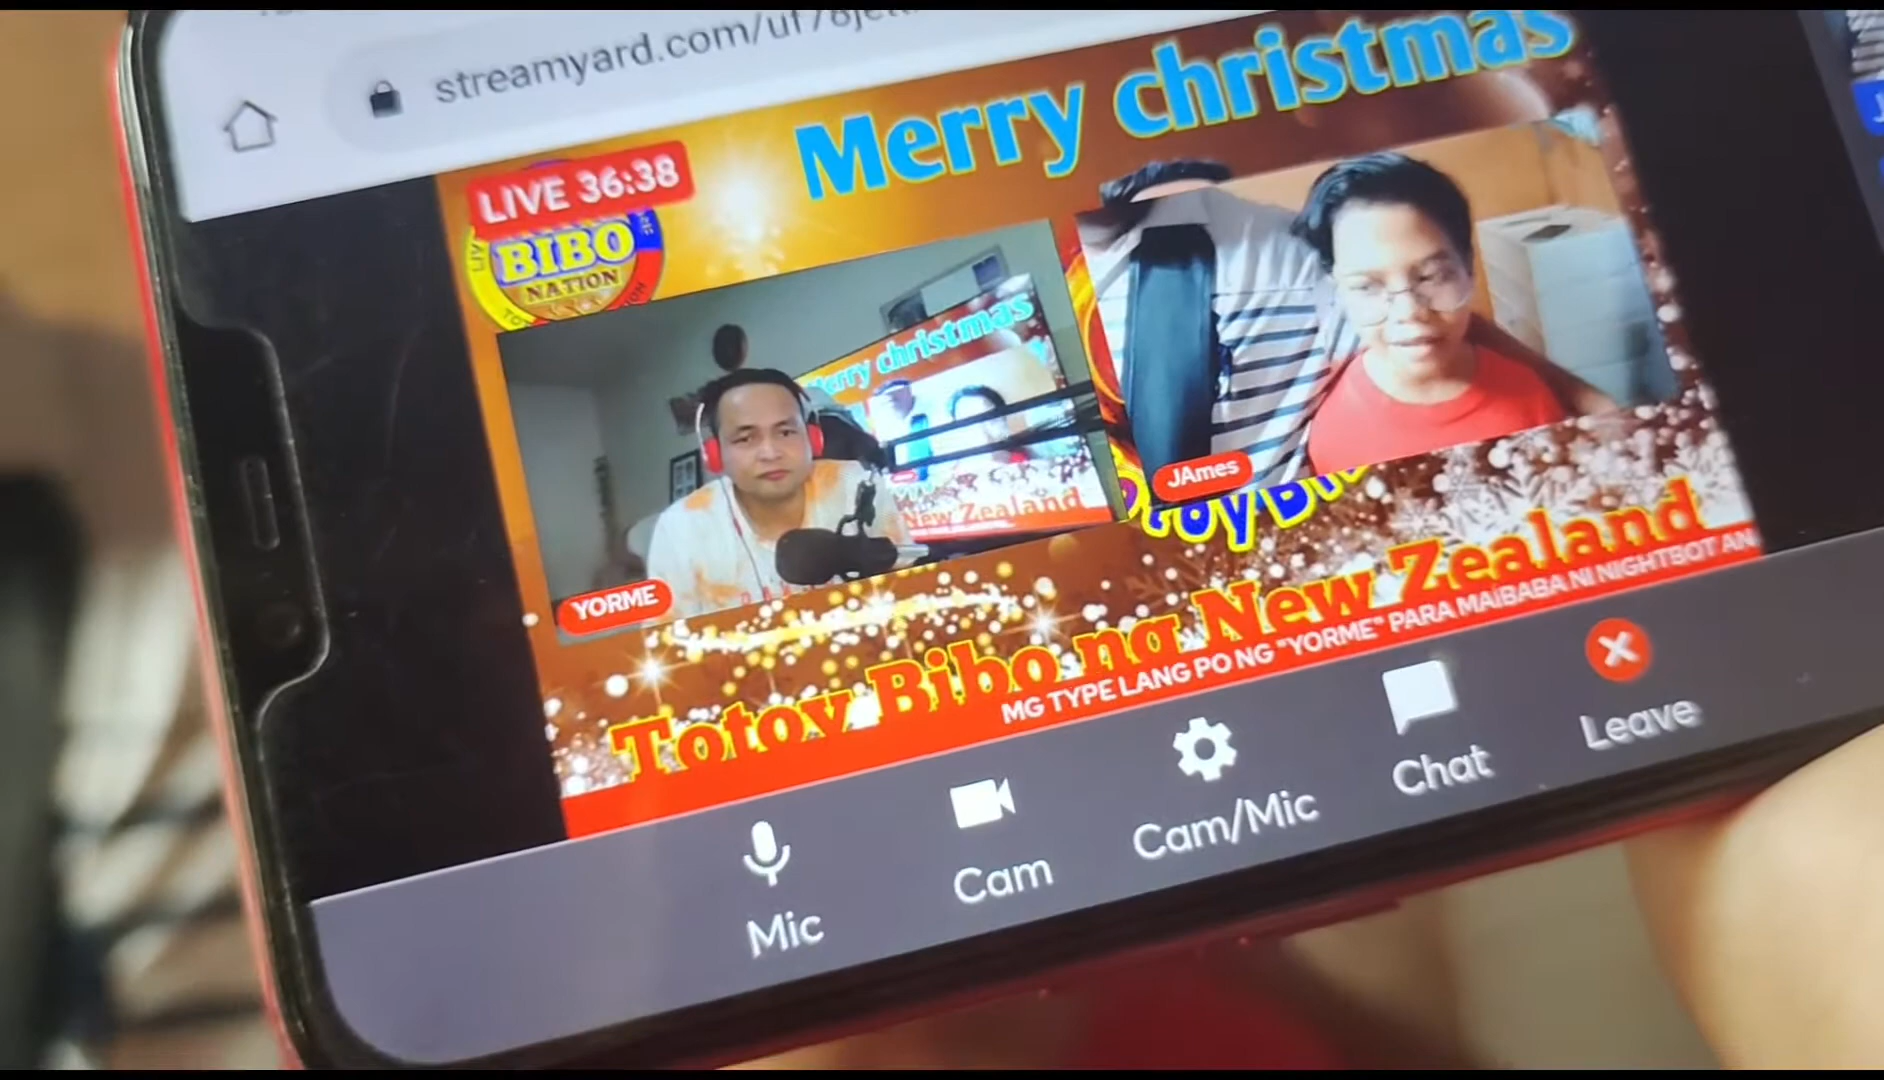 streamyard.com/uf78je
Merry christmas
LIVE 36:38
BIBO
NATION
Merry christmas
New Zealand
YORME
JAmes
Totoy Bibo ng New Zealand
MG TYPE LANG PO NG "YORME" PARA MAIBABA NI NIGHTBOT AN
Mic
Cam
Cam/Mic
Chat
Leave